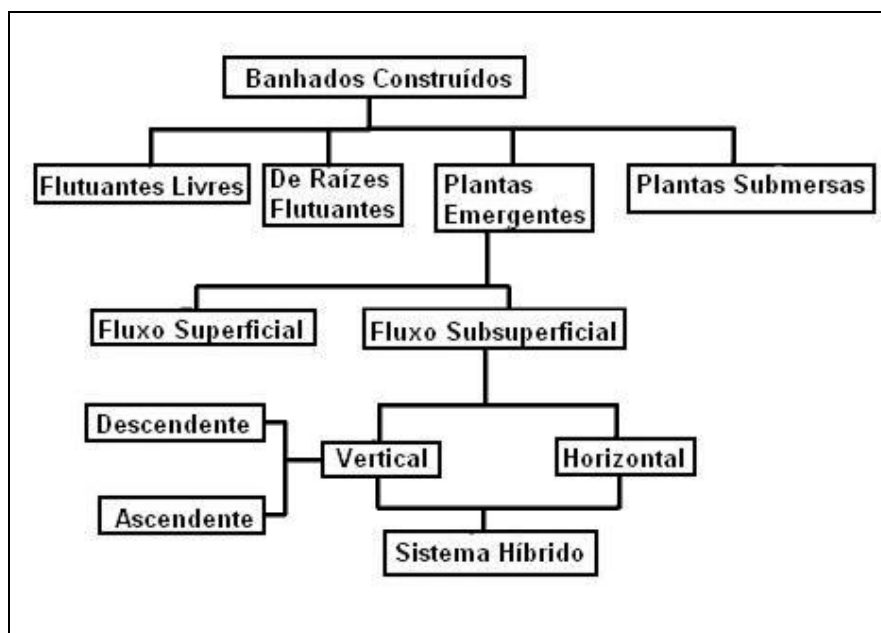 Banhados Construídos
Flutuantes Livres
De Raízes
Flutuantes
Plantas
Emergentes
Plantas Submersas
Fluxo Superficial
Fluxo Subsuperficial
Descendente
Vertical
Horizontal
Ascendente
Sistema Híbrido